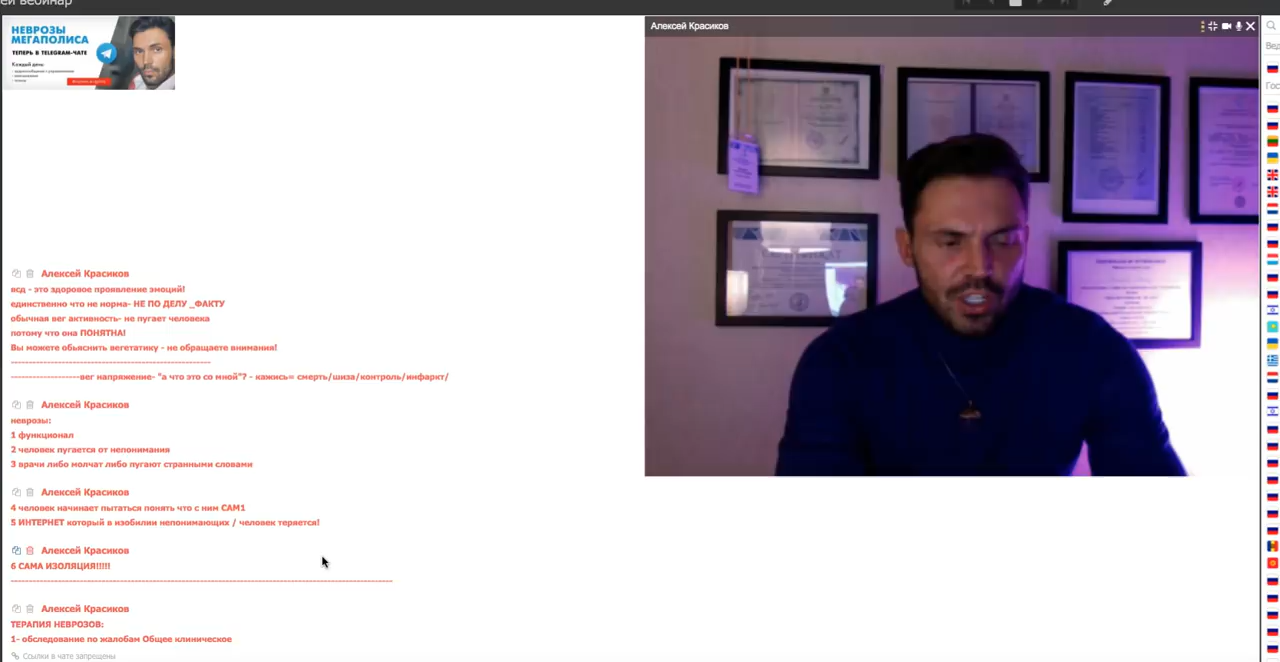 ей вебинар
НЕВРОЗЫ
МЕГАПОЛИСА
ТЕПЕРЬ В TELEGRAM-ЧАТЕ
Каждый день:
Алексей Красиков
Вед
Гос
Алексей Красиков
всд - это здоровое проявление эмоций!
единственно что не норма- НЕ ПО ДЕЛУ _ФАКТУ
обычная вег активность- не пугает человека
потому что она ПОНЯТНА!
Вы можете обьяснить вегетатику - не обращаете внимания!
--------------------------------------------------------
-------------------вег напряжение- "а что это со мной"? - кажись= смерть/шиза/контроль/инфаркт/
Алексей Красиков
неврозы:
1 функционал
2 человек пугается от непонимания
3 врачи либо молчат либо пугают странными словами
Алексей Красиков
4 человек начинает пытаться понять что с ним САМ1
5 ИНТЕРНЕТ который в изобилии непонимающих / человек теряется!
Алексей Красиков
6 САМА ИЗОЛЯЦИЯ!!!!!
----------------------------------------------------------------------------------------------------------
Алексей Красиков
ТЕРАПИЯ НЕВРОЗОВ:
1- обследование по жалобам Общее клиническое
Ссылки в чате запрещены